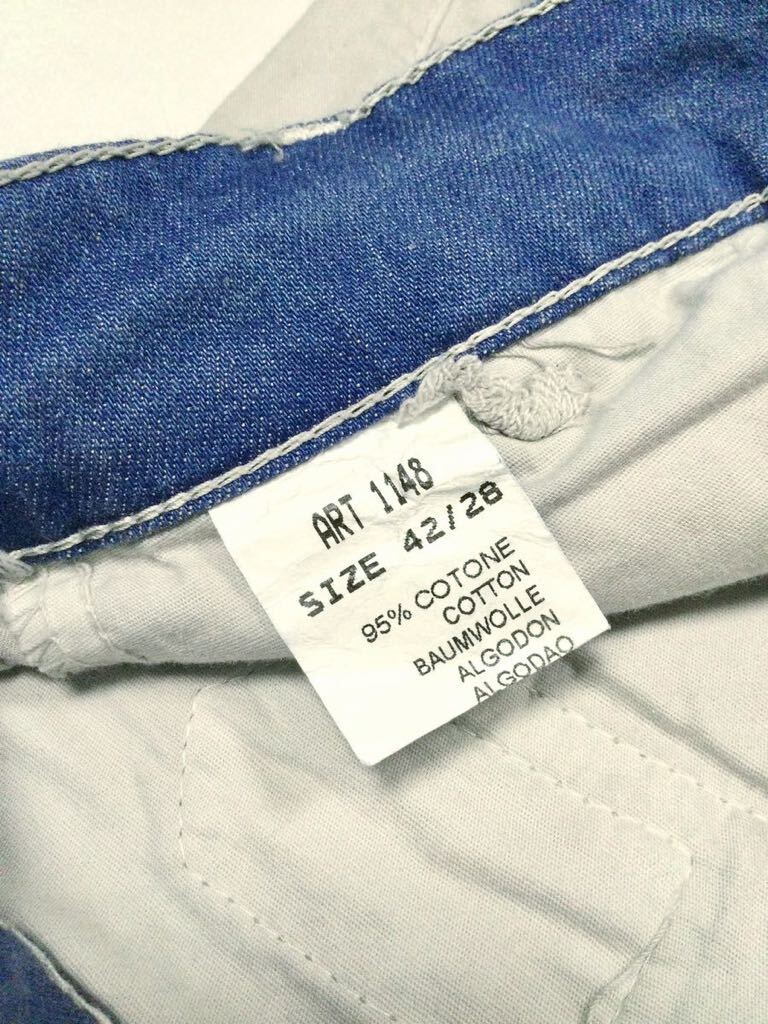 ART 1148
SIZE 42/28
95% COTONE
COTTON
BAUMWOLLE
ALGODON
ALGODAO